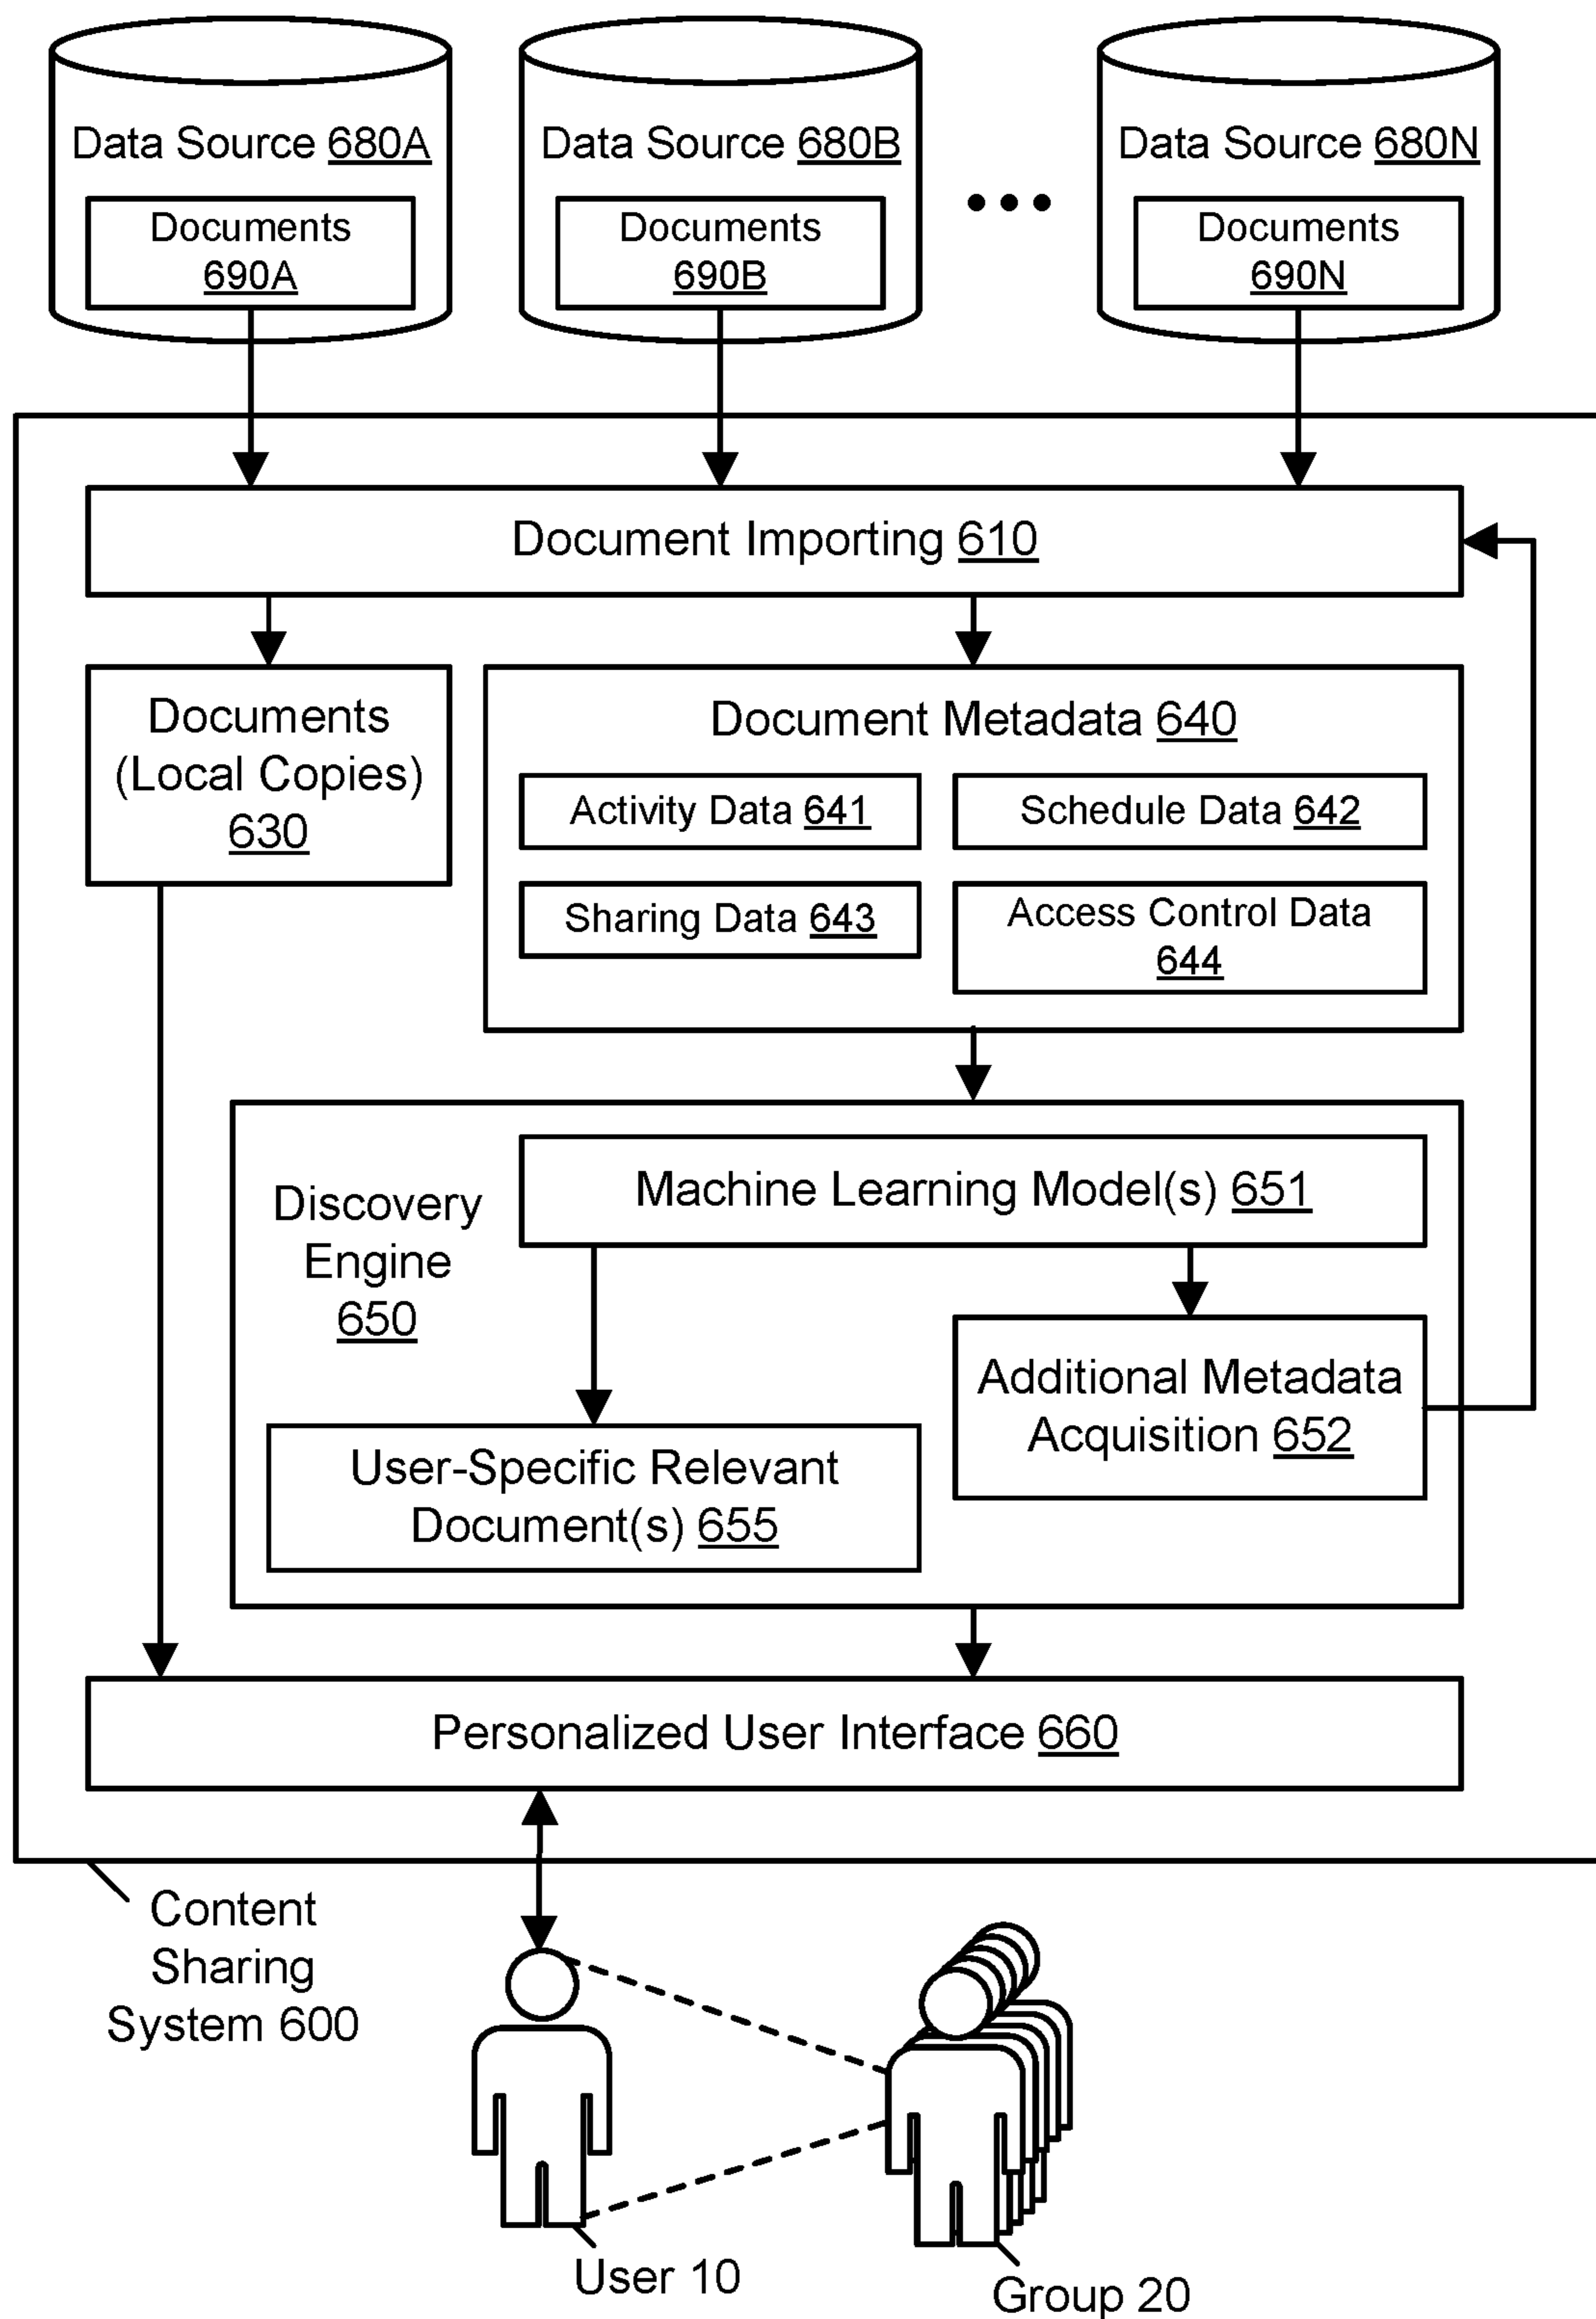 Data Source 680A
Documents
690A
Data Source 680B
Documents
690B
Data Source 680N
Documents
690N
Document Importing 610
Documents
(Local Copies)
630
Document Metadata 640
Activity Data 641
Schedule Data 642
Sharing Data 643
Access Control Data
644
Discovery
Engine
650
Machine Learning Model(s) 651
Additional Metadata
Acquisition 652
User-Specific Relevant
Document(s) 655
Personalized User Interface 660
Content
Sharing
System 600
User 10
Group 20